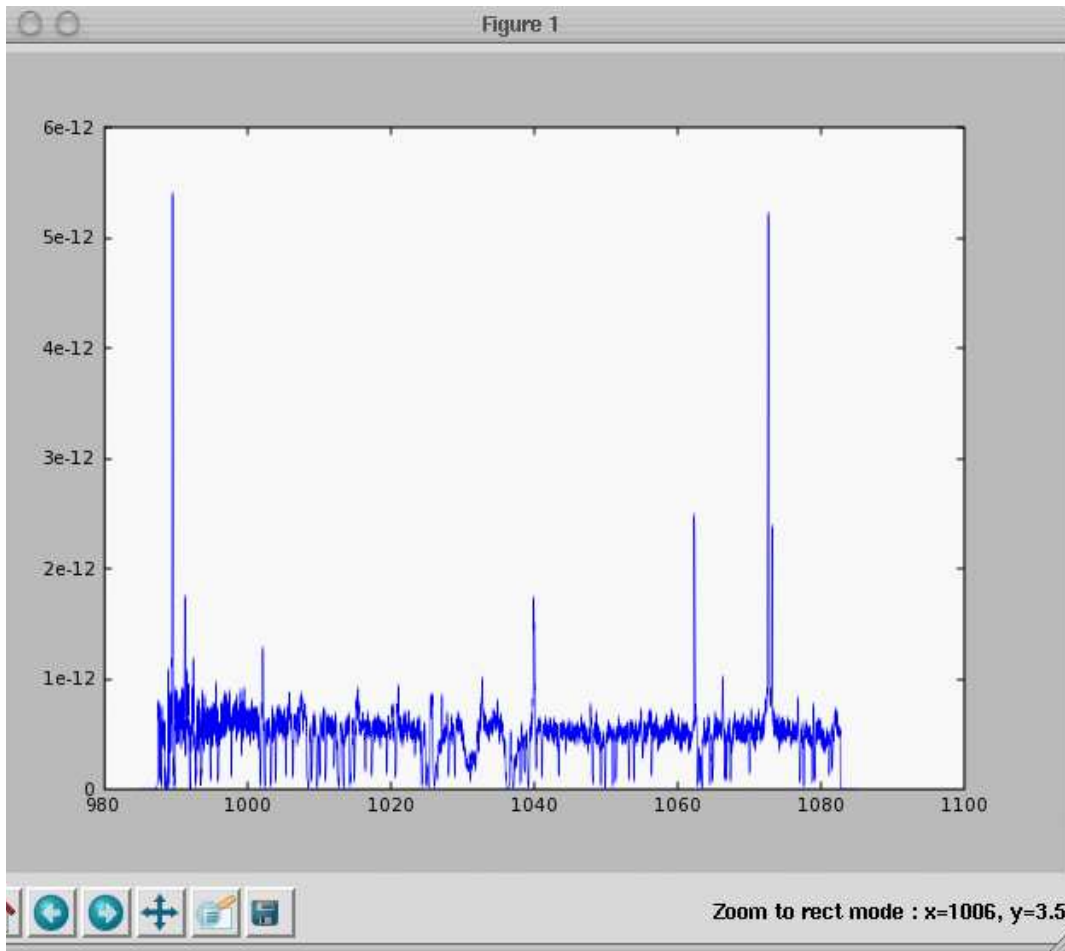 Figure 1
6e-12
5e-12
4e-12
3e-12
2e-12
1e-12
0
980 1000 1020 1040 1060 1080 1100
Zoom to rect mode : x=1006, y=3.5